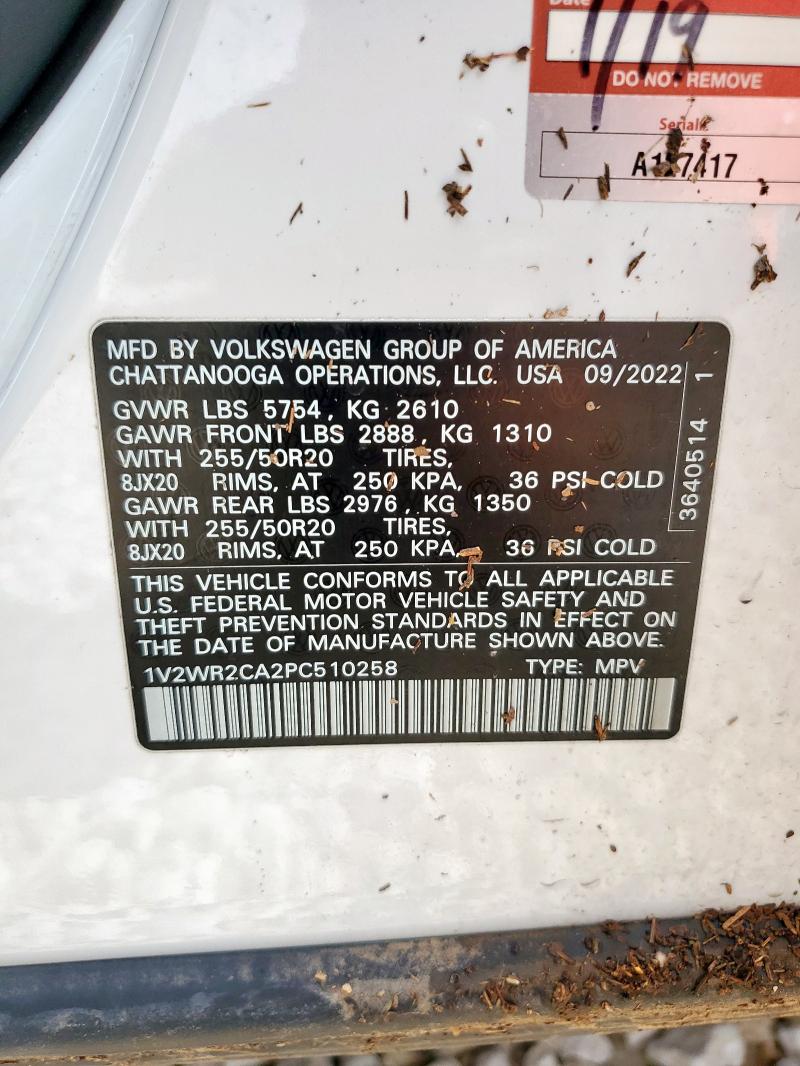 Date
1/19
DO NOT REMOVE
Serial#
MFD BY VOLKSWAGEN GROUP OF AMERICA
CHATTANOOGA OPERATIONS, LLC. USA 09/2022
GVWR LBS 5754, KG 2610
GAWR FRONT LBS 2888, KG 1310
WITH 255/50R20 TIRES,
8JX20 RIMS, AT 250 KPA, 36 PSI COLD
GAWR REAR LBS 2976, KG 1350
WITH 255/50R20 TIRES,
8JX20 RIMS, AT 250 KPA, 36 PSI COLD
3640514 1
THIS VEHICLE CONFORMS TO ALL APPLICABLE
U.S. FEDERAL MOTOR VEHICLE SAFETY AND
THEFT PREVENTION STANDARDS IN EFFECT ON
THE DATE OF MANUFACTURE SHOWN ABOVE.
1V2WR2CA2PC510258 TYPE: MPV